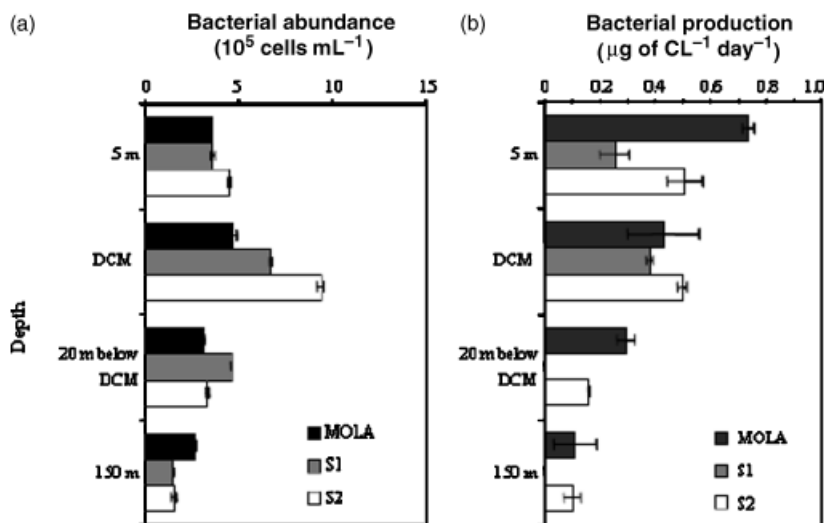 (a)
Bacterial abundance
(10⁵ cells mL⁻¹)
0 5 10 15
5 m
DCM
20 m below
DCM
150 m
Depth
MOLA
S1
S2
(b)
Bacterial production
(μg of CL⁻¹ day⁻¹)
0 0.2 0.4 0.6 0.8 1.0
5 m
DCM
20 m below
DCM
150 m
MOLA
S1
S2